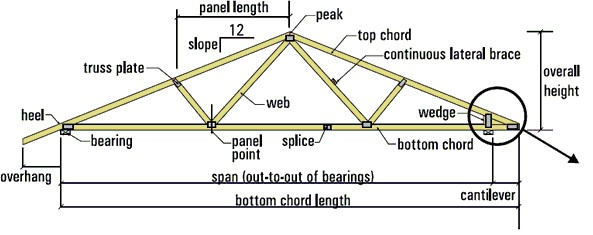 panel length
peak
12
slope
top chord
continuous lateral brace
truss plate
overall
height
web
wedge
heel
bearing
panel
point
splice
bottom chord
overhang
span (out-to-out of bearings)
cantilever
bottom chord length